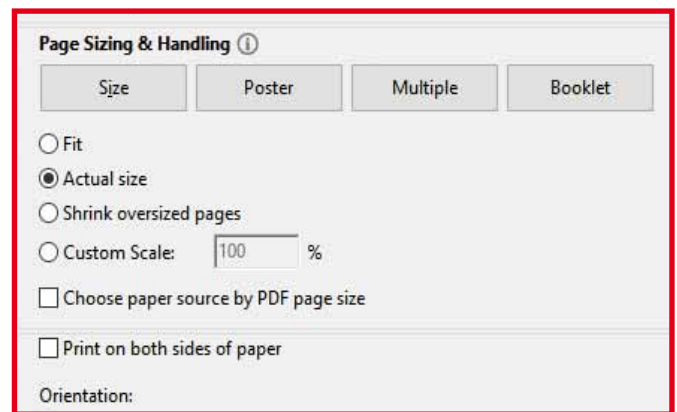 Page Sizing & Handling ⓘ
Size Poster Multiple Booklet
Fit
Actual size
Shrink oversized pages
Custom Scale: 100 %
Choose paper source by PDF page size
Print on both sides of paper
Orientation: